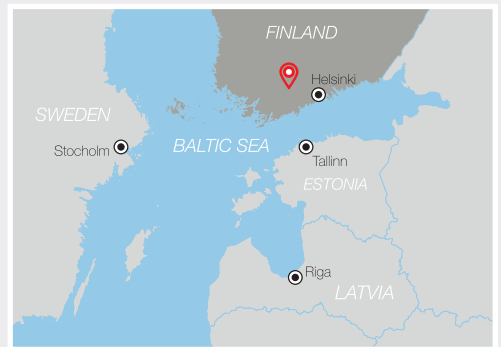 FINLAND
Helsinki
SWEDEN
Stocholm
BALTIC SEA
Tallinn
ESTONIA
Riga
LATVIA